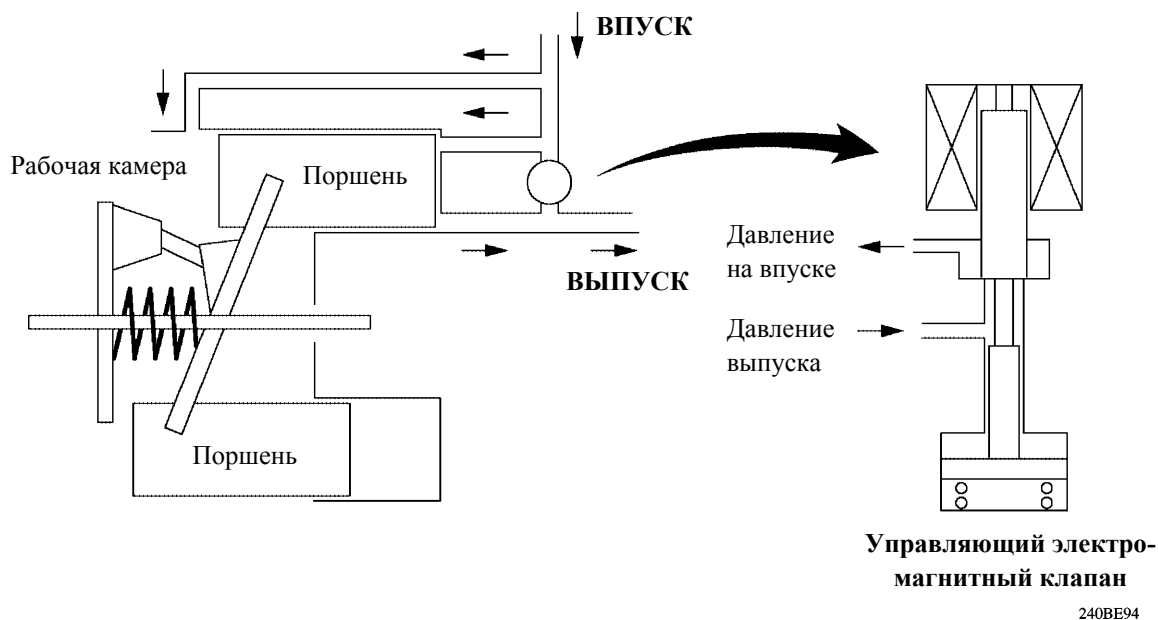 ВПУСК
Рабочая камера
Поршень
ВЫПУСК
Поршень
Давление
на впуске
Давление
выпуска
Управляющий электро-
магнитный клапан
240BE94